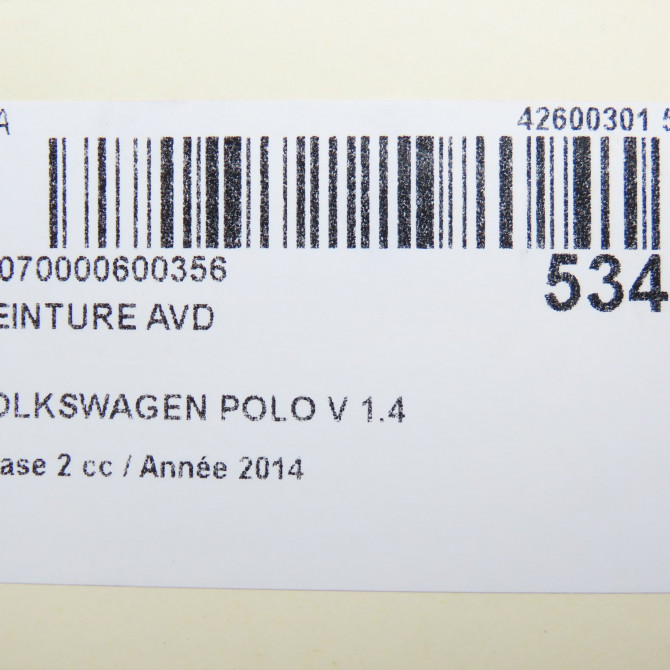 A 42600301 5
070000600356
534
EINTURE AVD
OLKSWAGEN POLO V 1.4
ase 2 cc / Année 2014